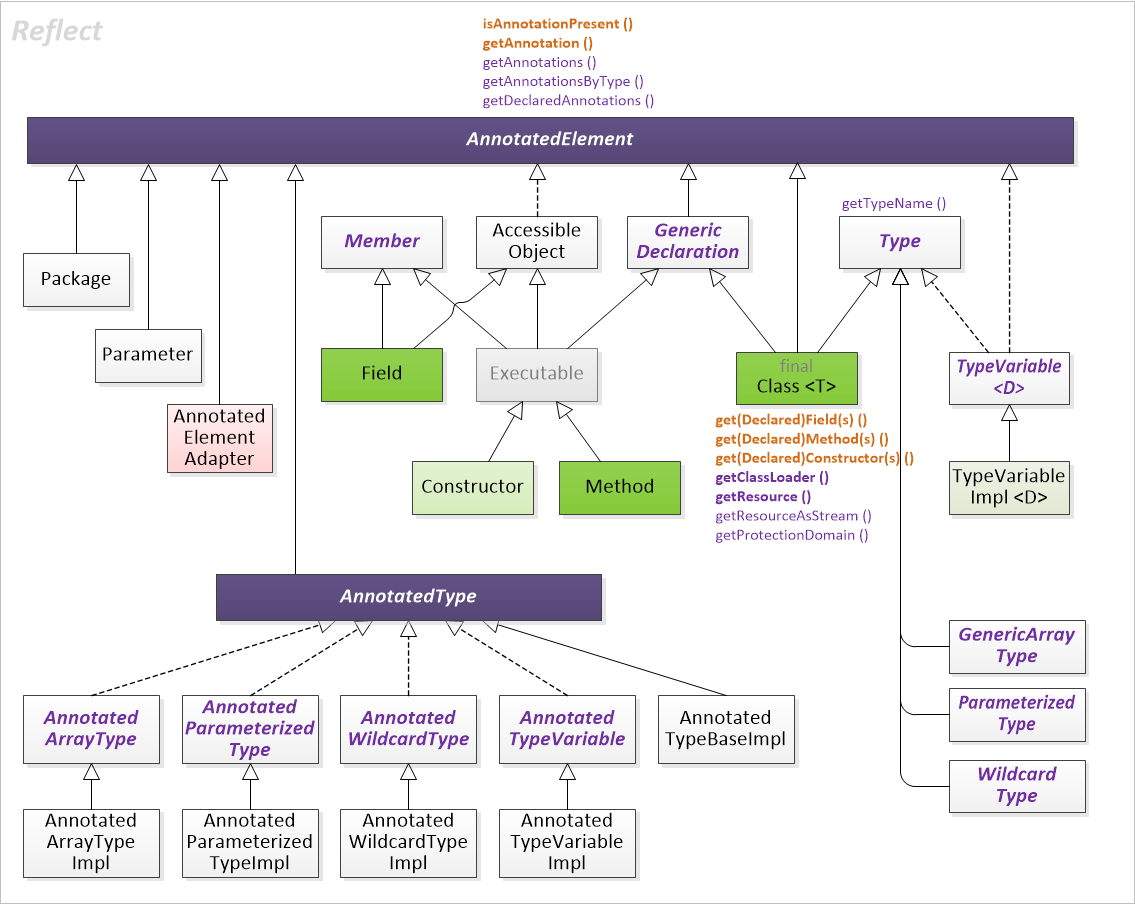 Reflect
isAnnotationPresent ()
getAnnotation ()
getAnnotations ()
getAnnotationsByType ()
getDeclaredAnnotations ()
AnnotatedElement
getTypeName ()
Member
Accessible
Object
Generic
Declaration
Type
Package
Parameter
Annotated
Element
Adapter
Field
Executable
final
Class <T>
TypeVariable
<D>
get(Declared)Field(s) ()
get(Declared)Method(s) ()
get(Declared)Constructor(s) ()
getClassLoader ()
getResource ()
getResourceAsStream ()
getProtectionDomain ()
Constructor
Method
TypeVariable
Impl <D>
AnnotatedType
GenericArray
Type
Parameterized
Type
Wildcard
Type
Annotated
ArrayType
Annotated
Parameterized
Type
Annotated
WildcardType
Annotated
TypeVariable
Annotated
TypeBaseImpl
Annotated
ArrayType
Impl
Annotated
Parameterized
TypeImpl
Annotated
WildcardType
Impl
Annotated
TypeVariable
Impl